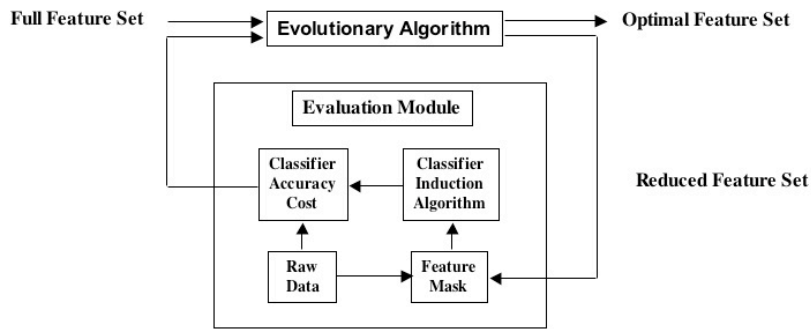 Full Feature Set
Evolutionary Algorithm
Optimal Feature Set
Evaluation Module
Classifier
Accuracy
Cost
Classifier
Induction
Algorithm
Reduced Feature Set
Raw
Data
Feature
Mask